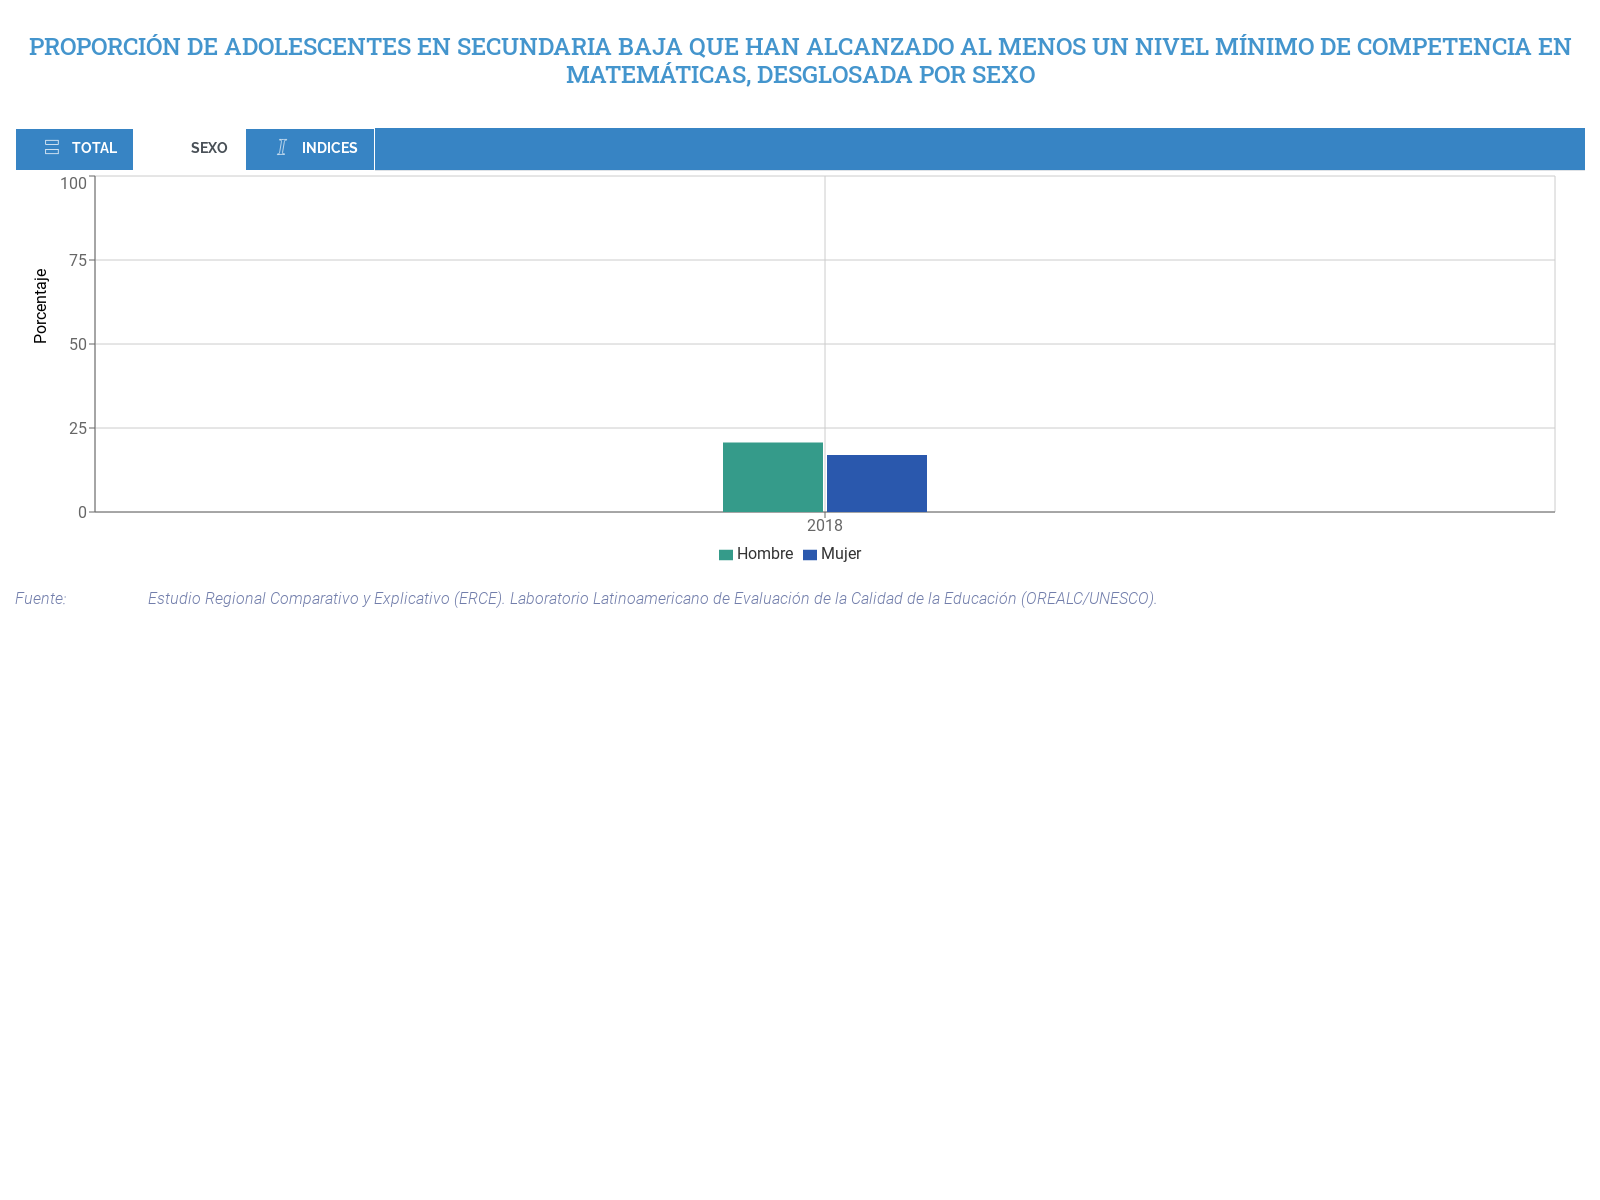 PROPORCIÓN DE ADOLESCENTES EN SECUNDARIA BAJA QUE HAN ALCANZADO AL MENOS UN NIVEL MÍNIMO DE COMPETENCIA EN
MATEMÁTICAS, DESGLOSADA POR SEXO
TOTAL SEXO INDICES
100
75
50
25
0
Porcentaje
2018
Hombre Mujer
Fuente: Estudio Regional Comparativo y Explicativo (ERCE). Laboratorio Latinoamericano de Evaluación de la Calidad de la Educación (OREALC/UNESCO).